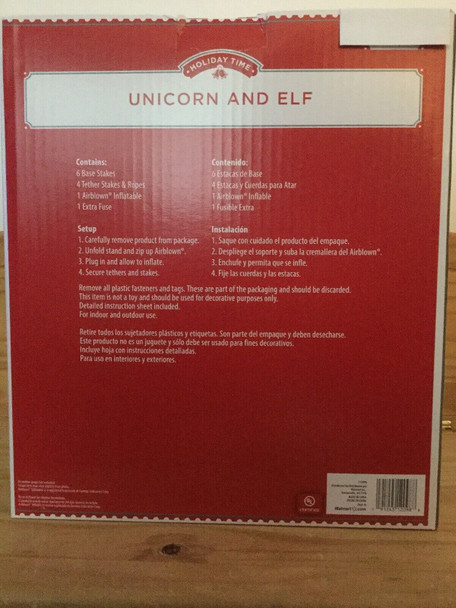 HOLIDAY TIME
UNICORN AND ELF
Contains:
6 Base Stakes
4 Tether Stakes & Ropes
1 Airblown® Inflatable
1 Extra Fuse
Contenido:
6 Estacas de Base
4 Estacas y Cuerdas para Atar
1 Airblown® Inflable
1 Fusible Extra
Setup
1. Carefully remove product from package.
2. Unfold stand and zip up Airblown®.
3. Plug in and allow to inflate.
4. Secure tethers and stakes.
Instalación
1. Saque con cuidado el producto del empaque.
2. Despliege el soporte y suba la cremallera del Airblown®.
3. Enchufe y permita que se infle.
4. Fije las cuerdas y las estacas.
Remove all plastic fasteners and tags. These are part of the packaging and should be discarded.
This item is not a toy and should be used for decorative purposes only.
Detailed instruction sheet included.
For indoor and outdoor use.
Retire todos los sujetadores plásticos y etiquetas. Son parte del empaque y deben desecharse.
Este producto no es un juguete y sólo debe ser usado para fines decorativos.
Incluye hoja con instrucciones detalladas.
Para uso en interiores y exteriores.
UL
Walmart